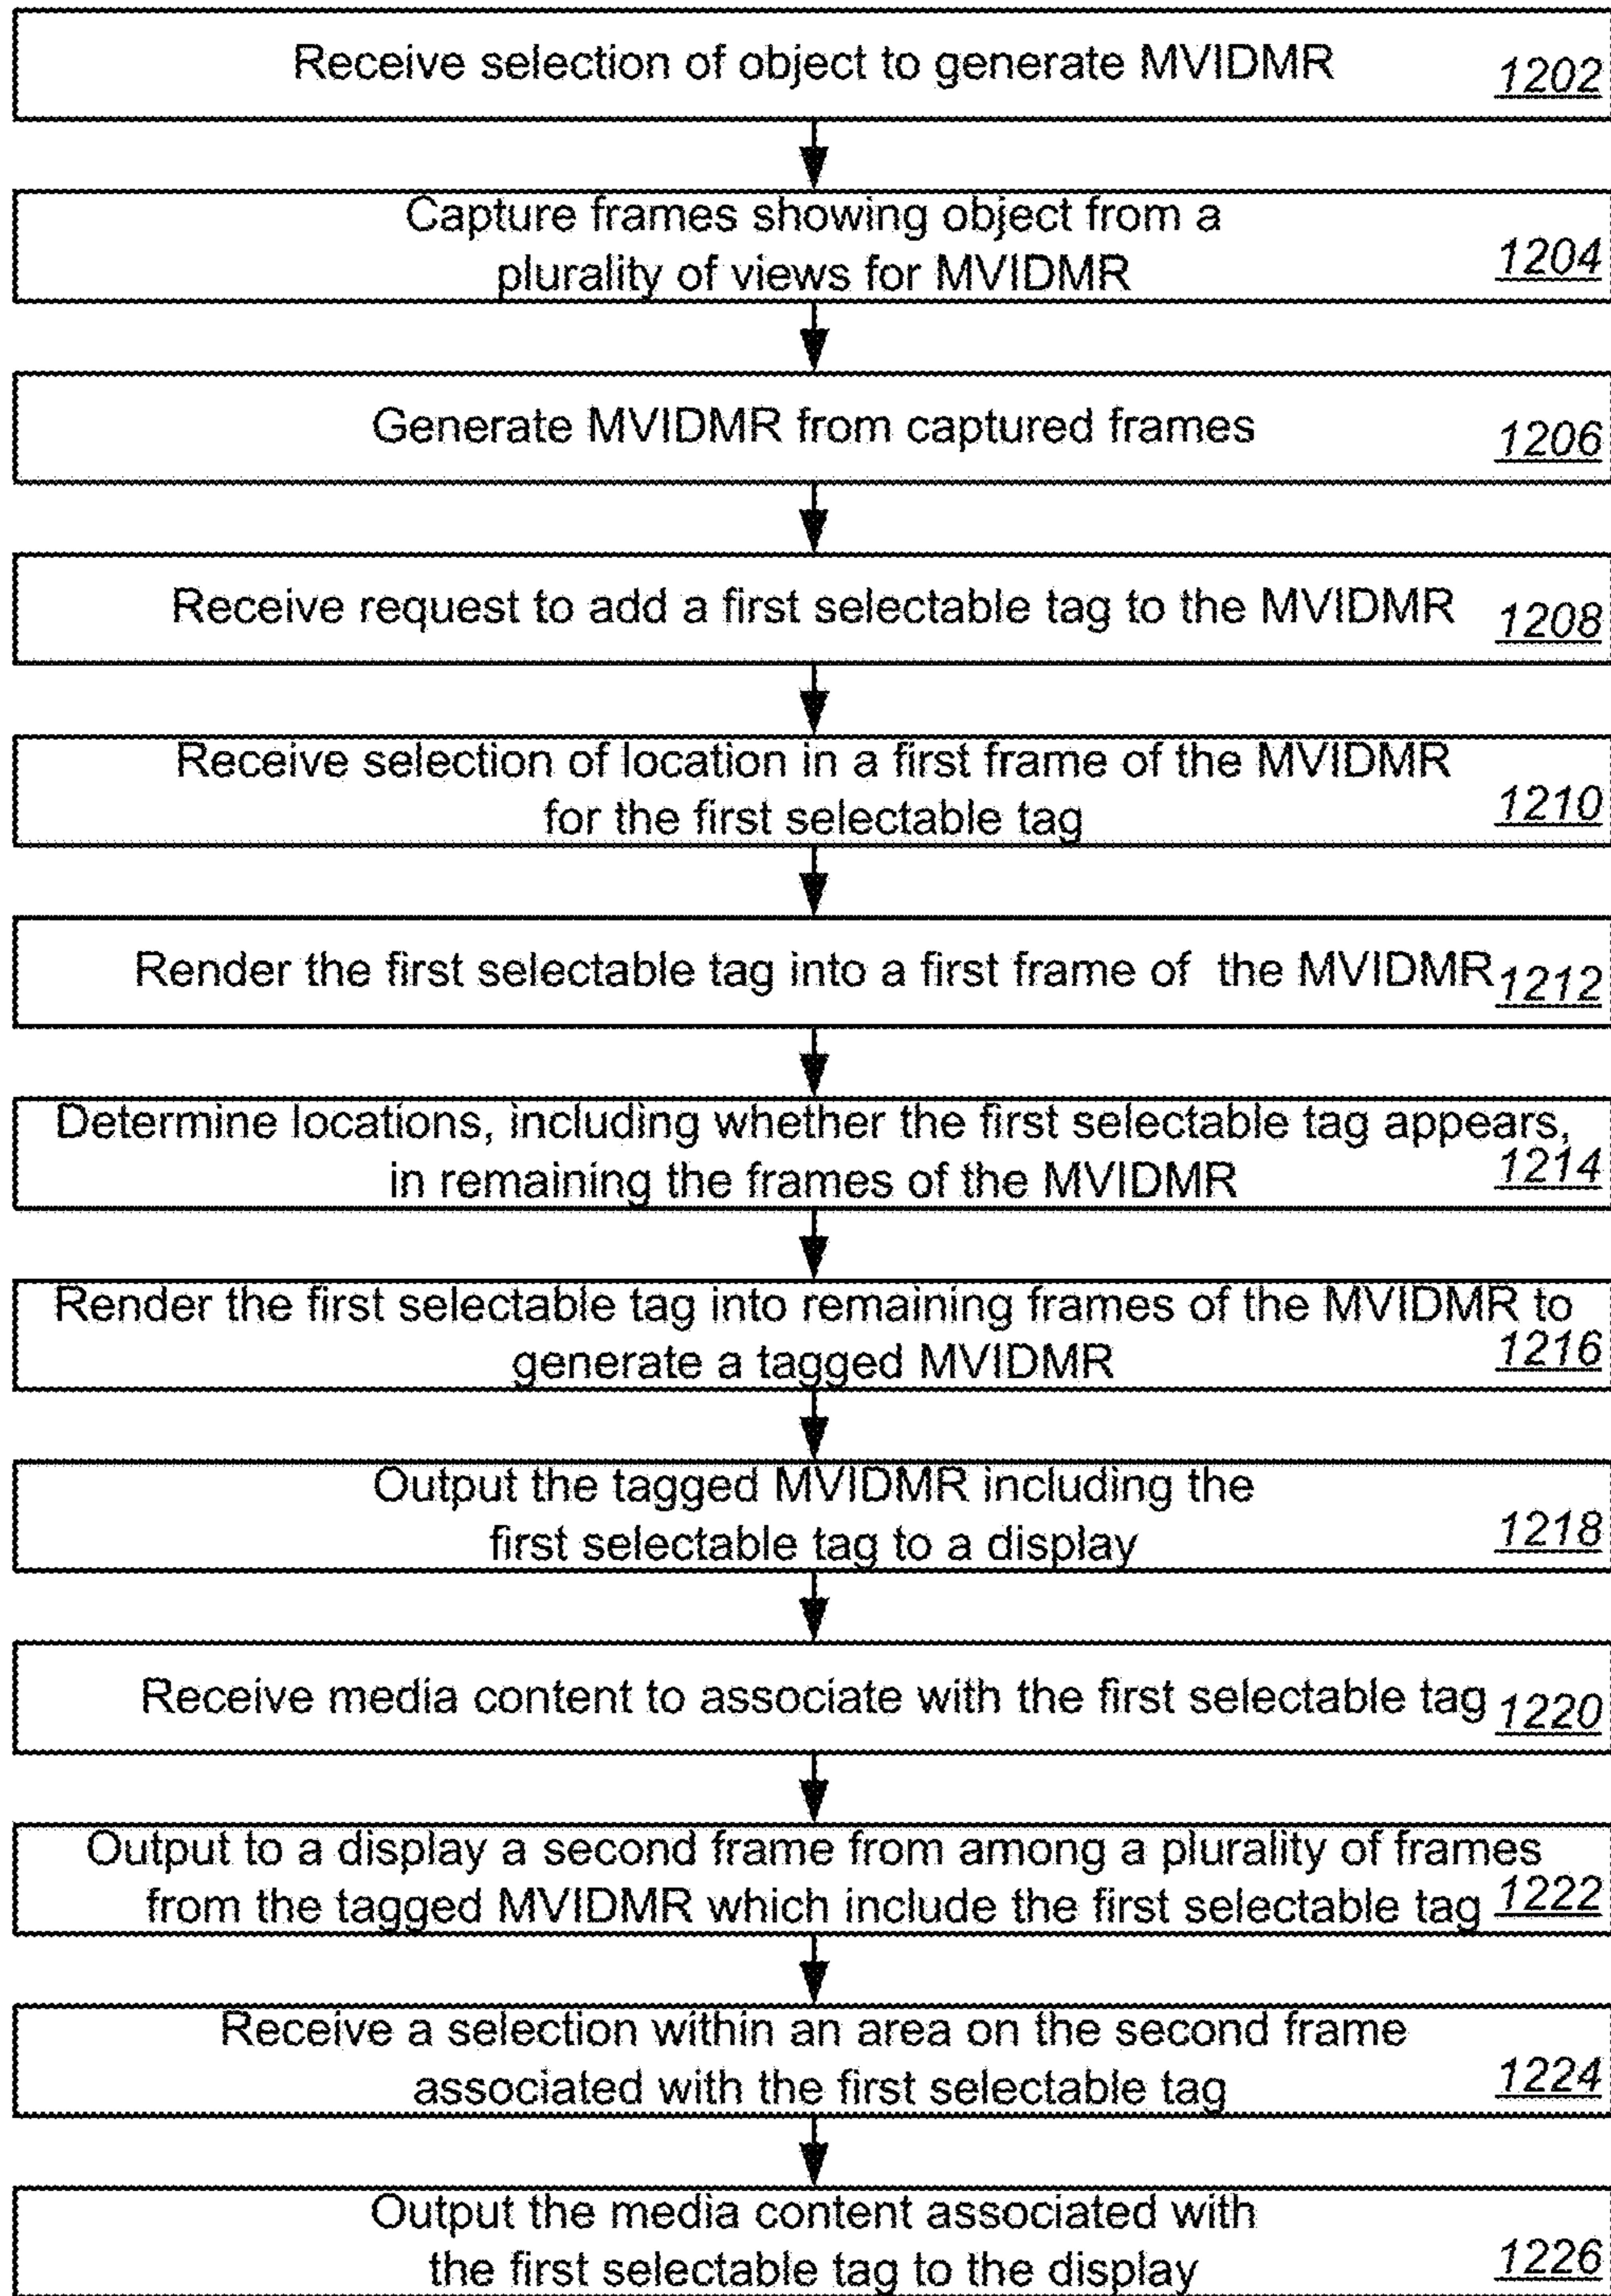 Receive selection of object to generate MVIDMR 1202
Capture frames showing object from a
plurality of views for MVIDMR 1204
Generate MVIDMR from captured frames 1206
Receive request to add a first selectable tag to the MVIDMR 1208
Receive selection of location in a first frame of the MVIDMR
for the first selectable tag 1210
Render the first selectable tag into a first frame of the MVIDMR 1212
Determine locations, including whether the first selectable tag appears,
in remaining the frames of the MVIDMR 1214
Render the first selectable tag into remaining frames of the MVIDMR to
generate a tagged MVIDMR 1216
Output the tagged MVIDMR including the
first selectable tag to a display 1218
Receive media content to associate with the first selectable tag 1220
Output to a display a second frame from among a plurality of frames
from the tagged MVIDMR which include the first selectable tag 1222
Receive a selection within an area on the second frame
associated with the first selectable tag 1224
Output the media content associated with
the first selectable tag to the display 1226